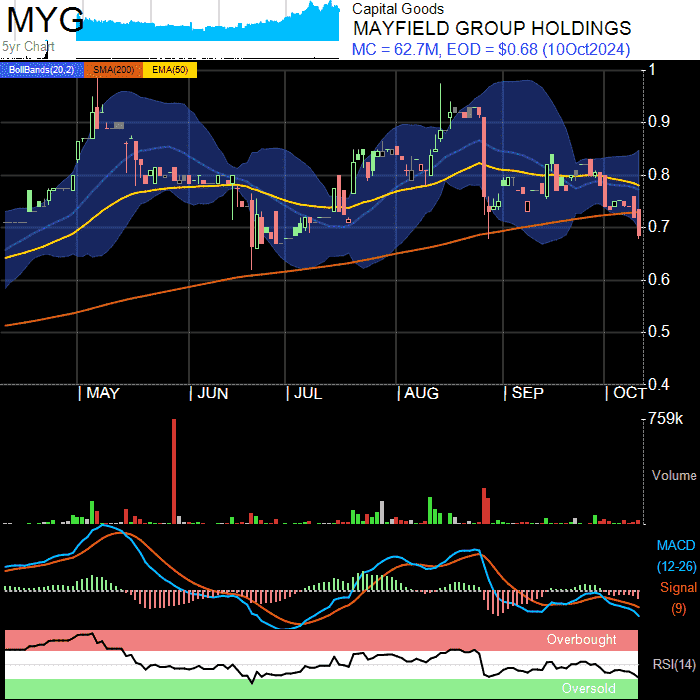 MYG
5yr Chart
Capital Goods
MAYFIELD GROUP HOLDINGS
MC = 62.7M, EOD = $0.68 (10Oct2024)
BollBands(20,2) SMA(200) EMA(50)
1
0.9
0.8
0.7
0.6
0.5
0.4
MAY JUN JUL AUG SEP OCT
759k
Volume
MACD
(12-26)
Signal
(9)
Overbought
RSI(14)
Oversold